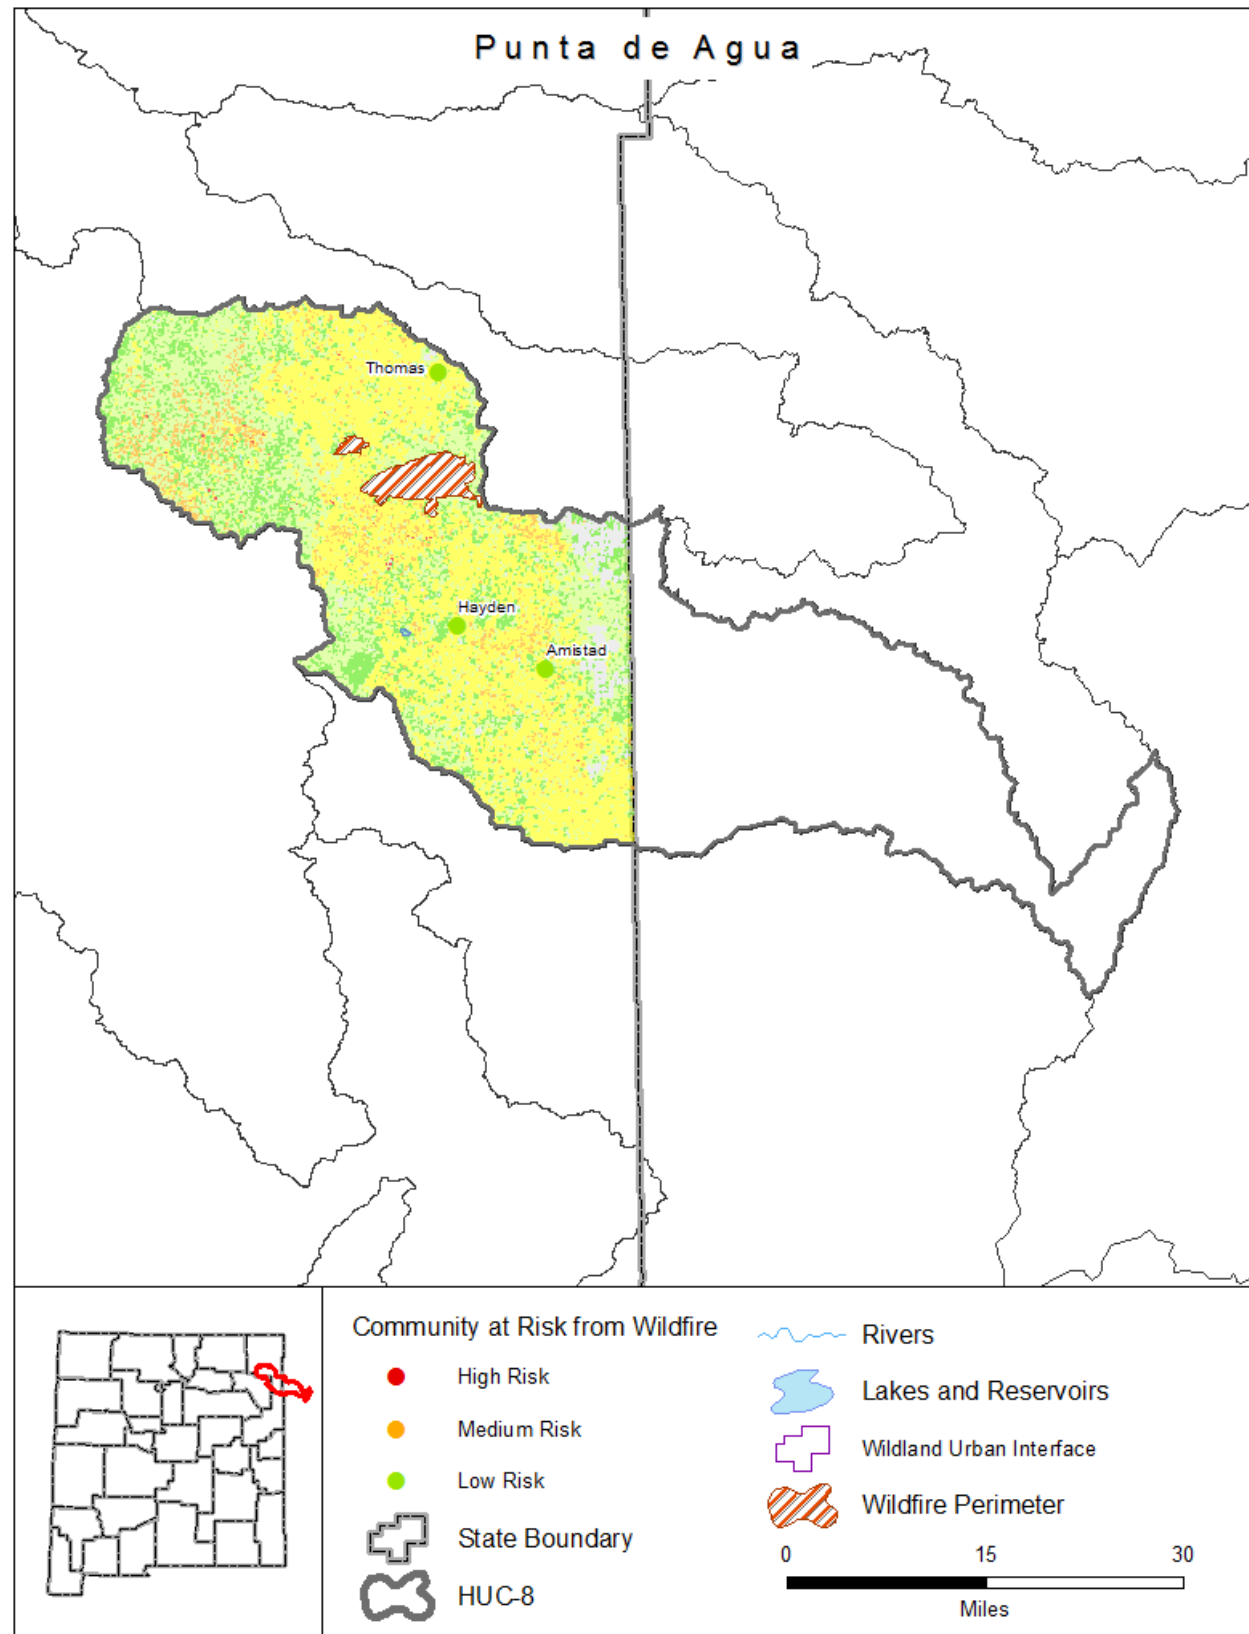 Punta de Agua
Thomas
Hayden
Amistad
Community at Risk from Wildfire
High Risk
Medium Risk
Low Risk
State Boundary
HUC-8
Rivers
Lakes and Reservoirs
Wildland Urban Interface
Wildfire Perimeter
0 15 30
Miles